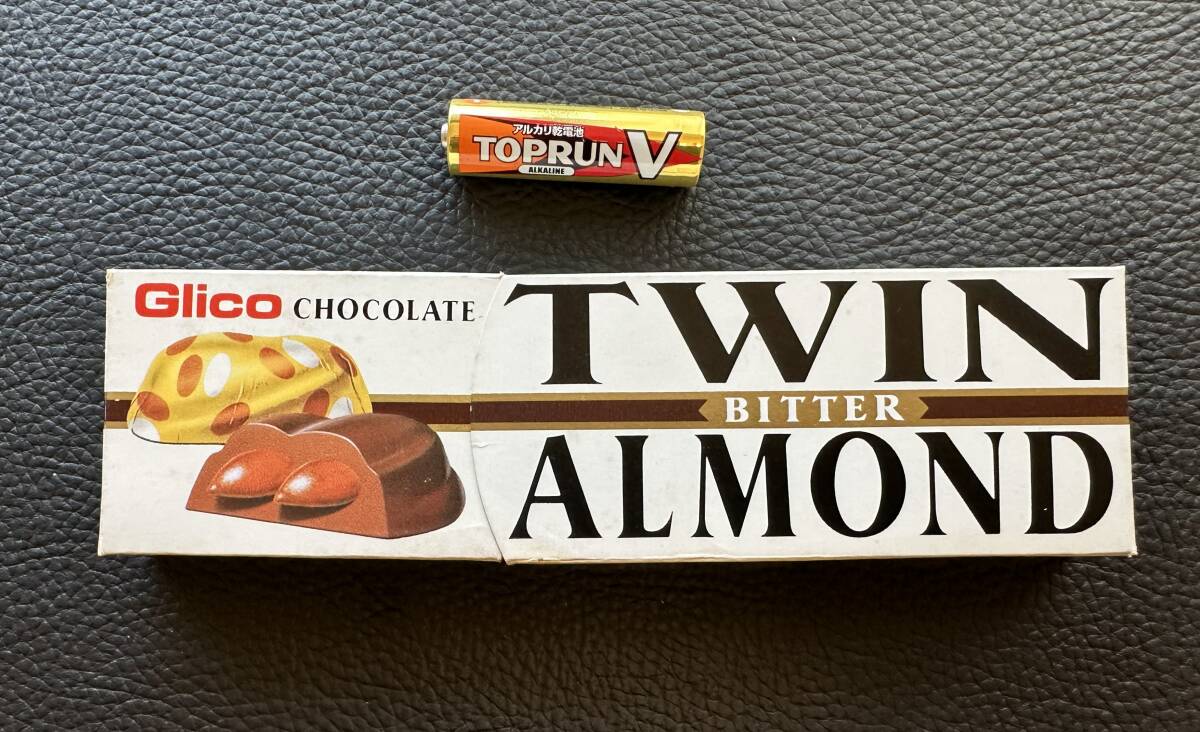 アルカリ乾電池
TOPRUN V
ALKALINE
Glico CHOCOLATE
TWIN
BITTER
ALMOND